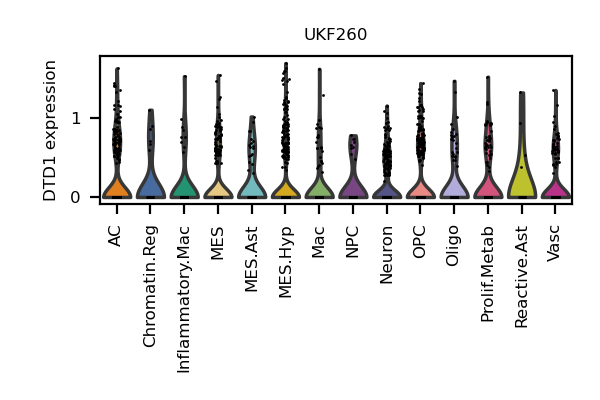 UKF260
DTD1 expression
1
0
AC
Chromatin.Reg
Inflammatory.Mac
MES
MES.Ast
MES.Hyp
Mac
NPC
Neuron
OPC
Oligo
Prolif.Metab
Reactive.Ast
Vasc